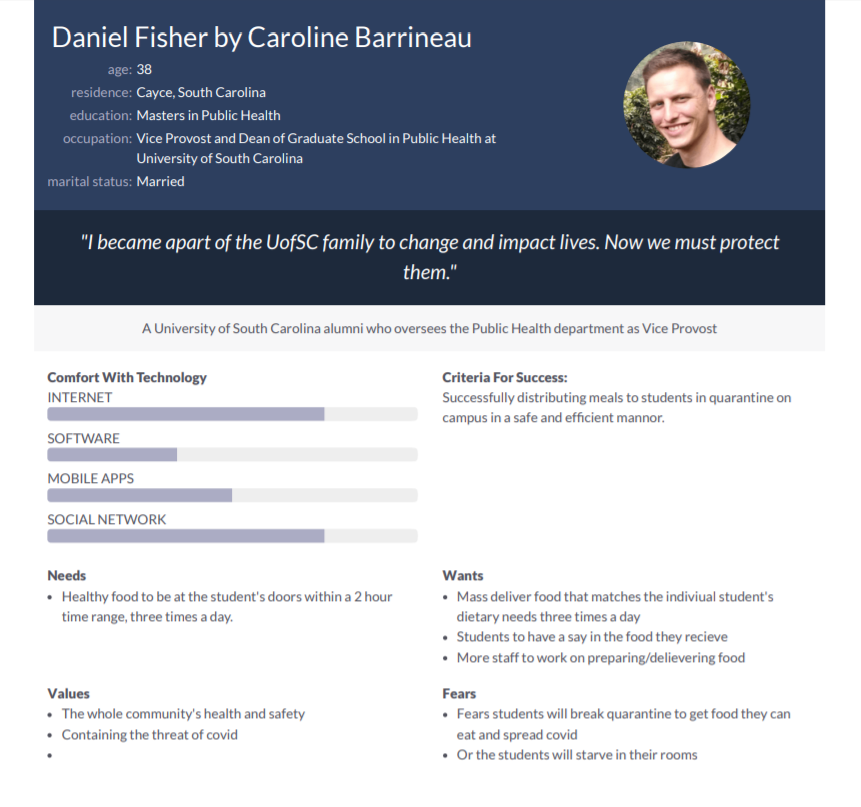 Daniel Fisher by Caroline Barrineau
age: 38
residence: Cayce, South Carolina
education: Masters in Public Health
occupation: Vice Provost and Dean of Graduate School in Public Health at
University of South Carolina
marital status: Married
"I became apart of the UofSC family to change and impact lives. Now we must protect
them."
A University of South Carolina alumni who oversees the Public Health department as Vice Provost
Comfort With Technology
INTERNET
SOFTWARE
MOBILE APPS
SOCIAL NETWORK
Criteria For Success:
Successfully distributing meals to students in quarantine on
campus in a safe and efficient mannor.
Needs
• Healthy food to be at the student's doors within a 2 hour
time range, three times a day.
Wants
• Mass deliver food that matches the indiviual student's
dietary needs three times a day
• Students to have a say in the food they recieve
• More staff to work on preparing/delievering food
Values
• The whole community's health and safety
• Containing the threat of covid
•
Fears
• Fears students will break quarantine to get food they can
eat and spread covid
• Or the students will starve in their rooms